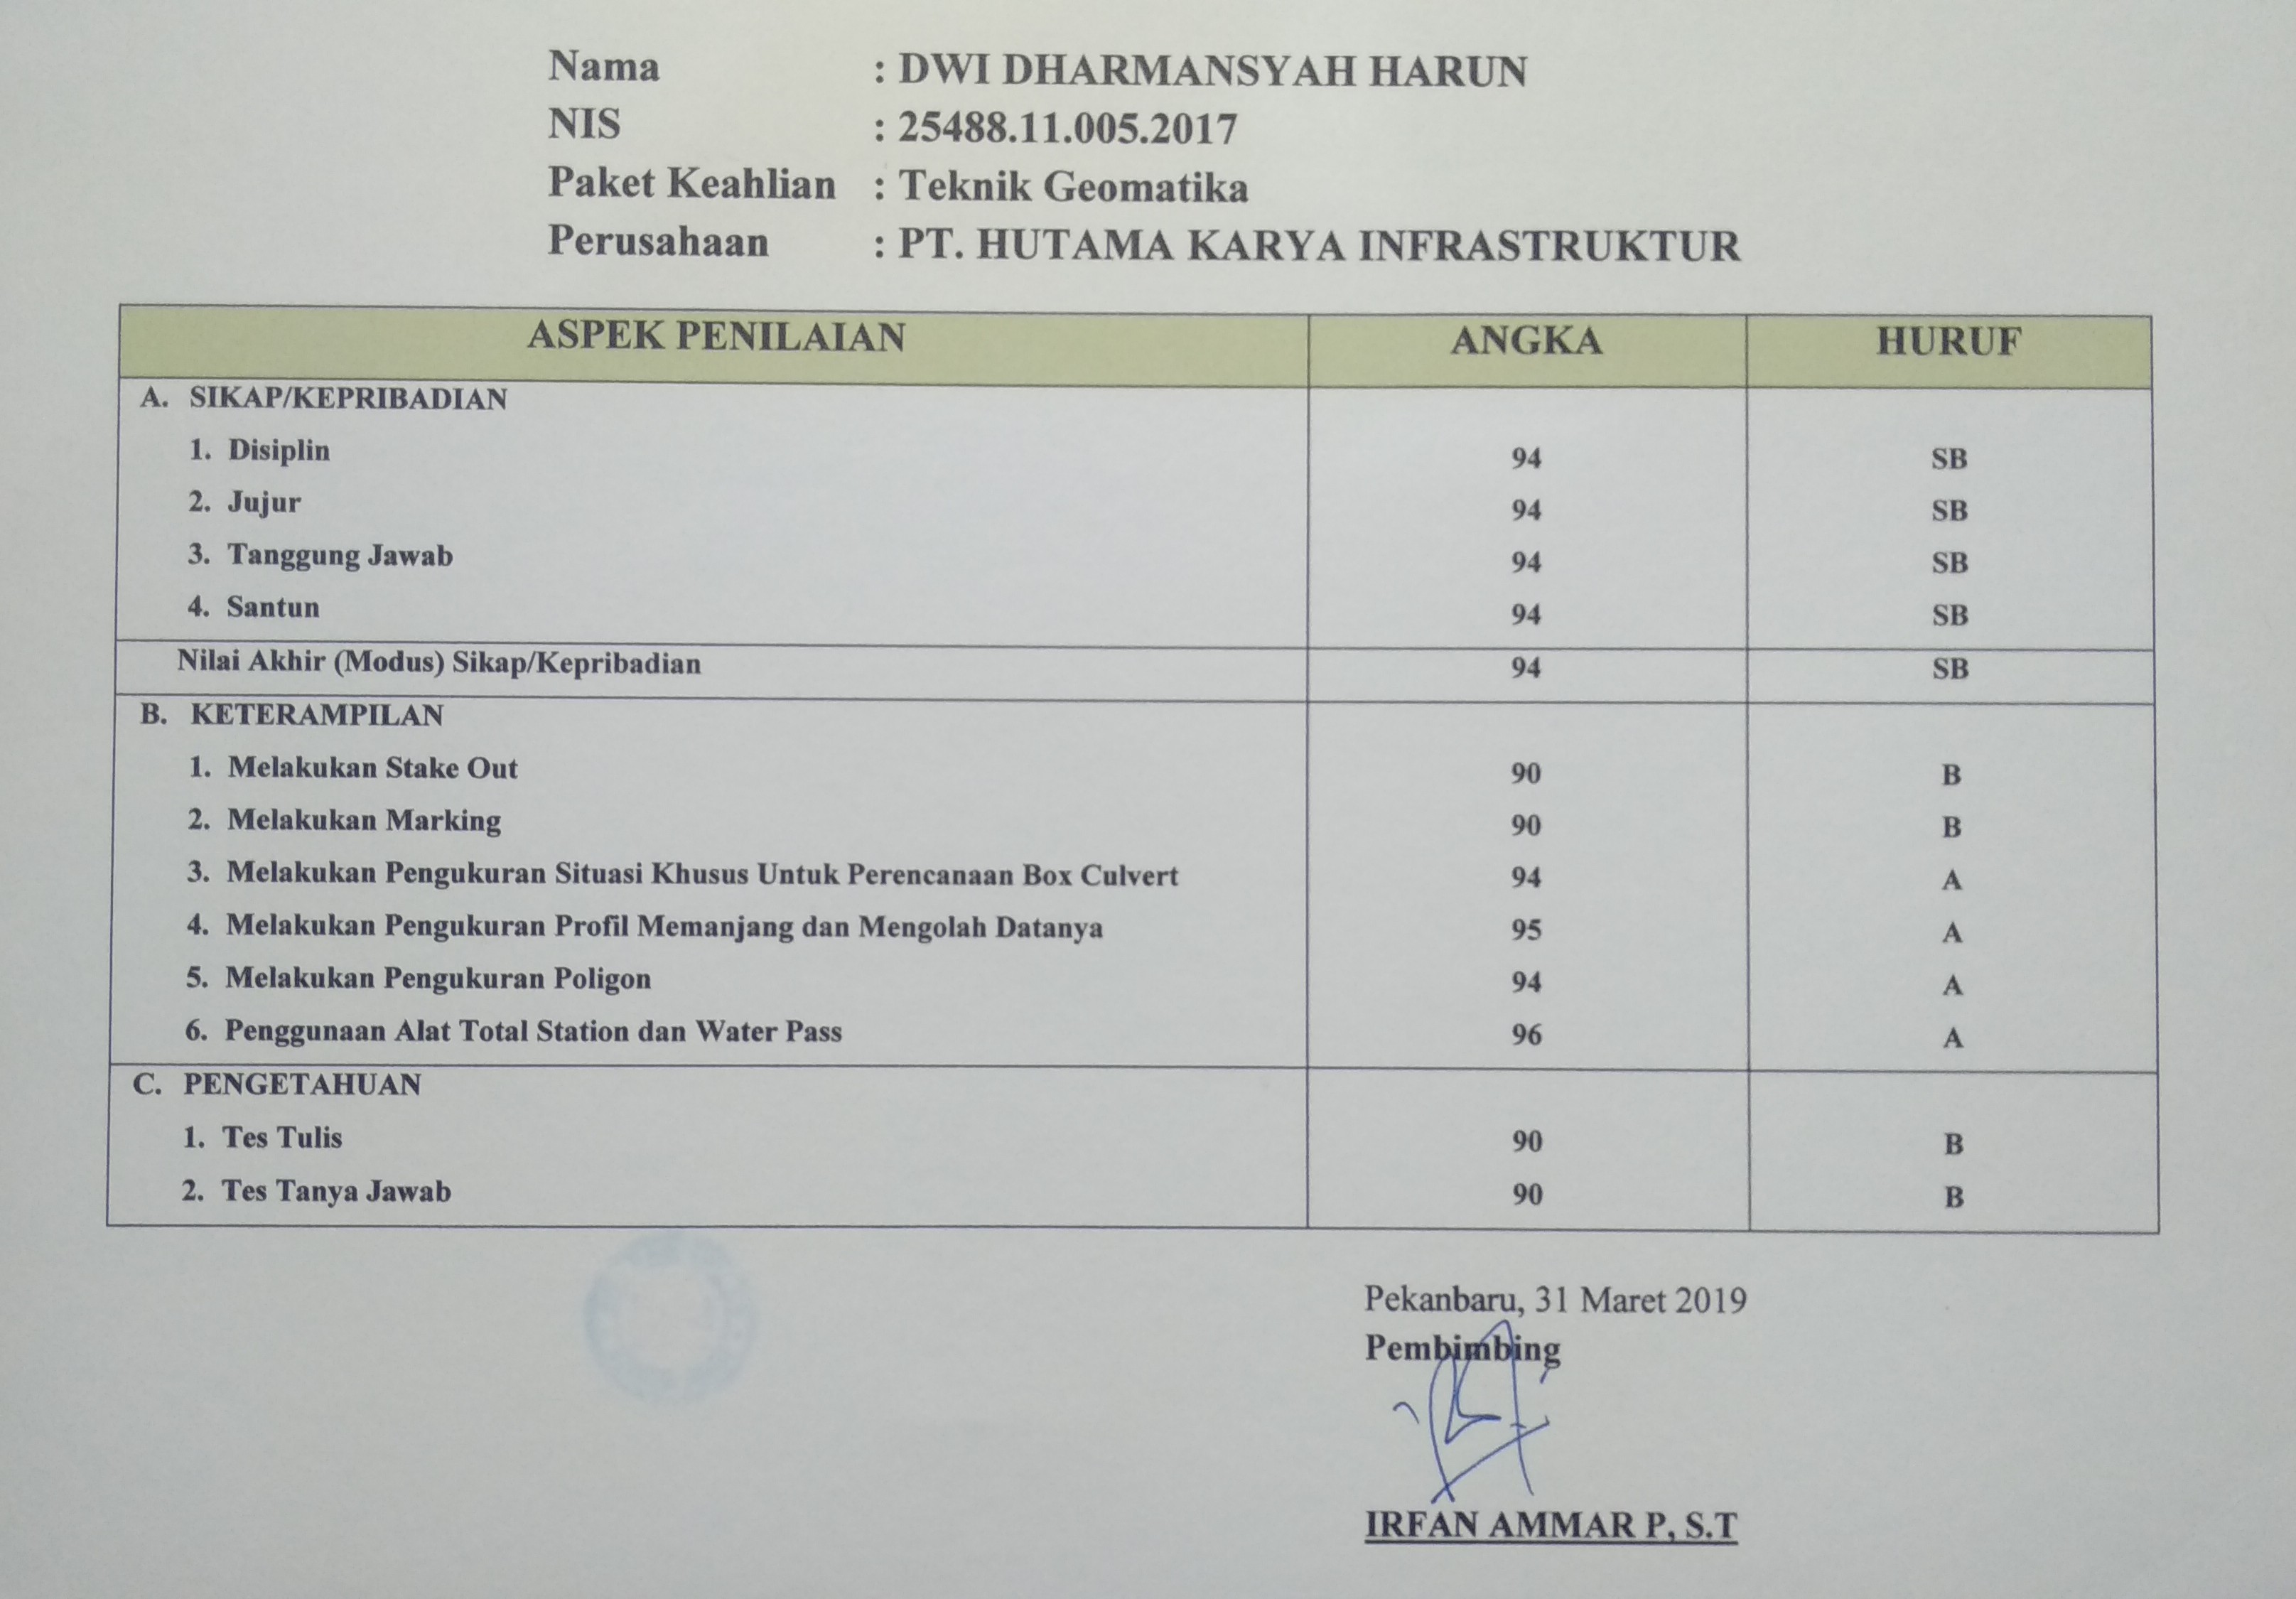 Nama : DWI DHARMANSYAH HARUN
NIS : 25488.11.005.2017
Paket Keahlian : Teknik Geomatika
Perusahaan : PT. HUTAMA KARYA INFRASTRUKTUR
ASPEK PENILAIAN ANGKA HURUF
A. SIKAP/KEPRIBADIAN
1. Disiplin 94 SB
2. Jujur 94 SB
3. Tanggung Jawab 94 SB
4. Santun 94 SB
Nilai Akhir (Modus) Sikap/Kepribadian 94 SB
B. KETERAMPILAN
1. Melakukan Stake Out 90 B
2. Melakukan Marking 90 B
3. Melakukan Pengukuran Situasi Khusus Untuk Perencanaan Box Culvert 94 A
4. Melakukan Pengukuran Profil Memanjang dan Mengolah Datanya 95 A
5. Melakukan Pengukuran Poligon 94 A
6. Penggunaan Alat Total Station dan Water Pass 96 A
C. PENGETAHUAN
1. Tes Tulis 90 B
2. Tes Tanya Jawab 90 B
Pekanbaru, 31 Maret 2019
Pembimbing
IRFAN AMMAR P, S.T